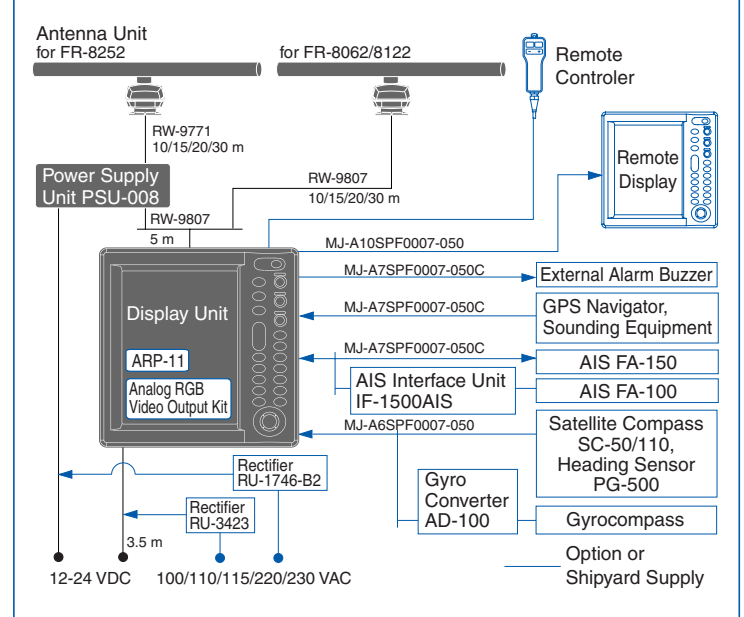 Antenna Unit
for FR-8252
for FR-8062/8122
Remote
Controler
RW-9771
10/15/20/30 m
Power Supply
Unit PSU-008
RW-9807
10/15/20/30 m
Remote
Display
RW-9807
5 m
MJ-A10SPF0007-050
MJ-A7SPF0007-050C
External Alarm Buzzer
Display Unit
MJ-A7SPF0007-050C
GPS Navigator,
Sounding Equipment
ARP-11
MJ-A7SPF0007-050C
AIS FA-150
Analog RGB
Video Output Kit
AIS Interface Unit
IF-1500AIS
AIS FA-100
MJ-A6SPF0007-050
Satellite Compass
SC-50/110,
Heading Sensor
PG-500
Rectifier
RU-1746-B2
Gyro
Converter
AD-100
Gyrocompass
Rectifier
RU-3423
3.5 m
12-24 VDC
100/110/115/220/230 VAC
Option or
Shipyard Supply